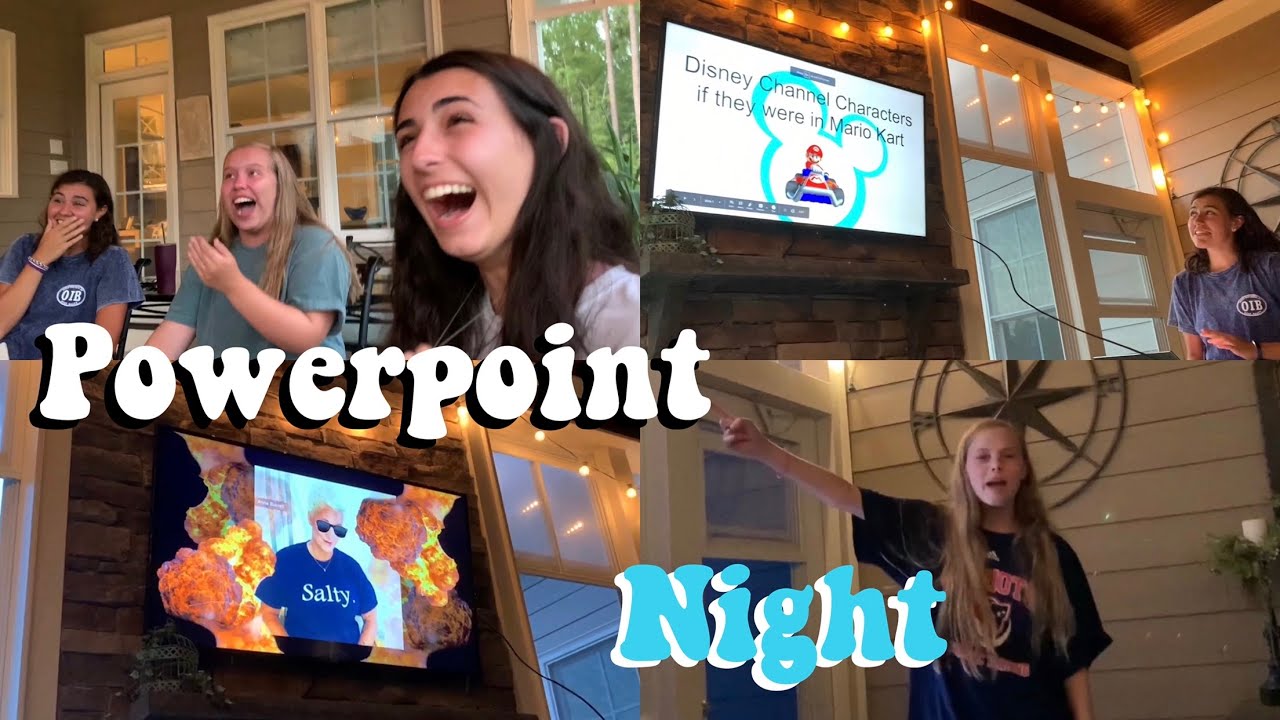 OIB
Disney Channel Characters
if they were in Mario Kart
OIB
Powerpoint
Salty.
Night